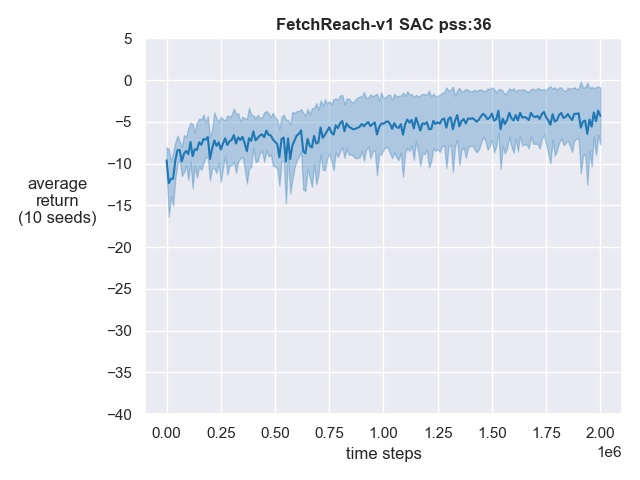 FetchReach-v1 SAC pss:36
5
0
−5
−10
−15
−20
−25
−30
−35
−40
average
return
(10 seeds)
0.00 0.25 0.50 0.75 1.00 1.25 1.50 1.75 2.00
time steps
1e6